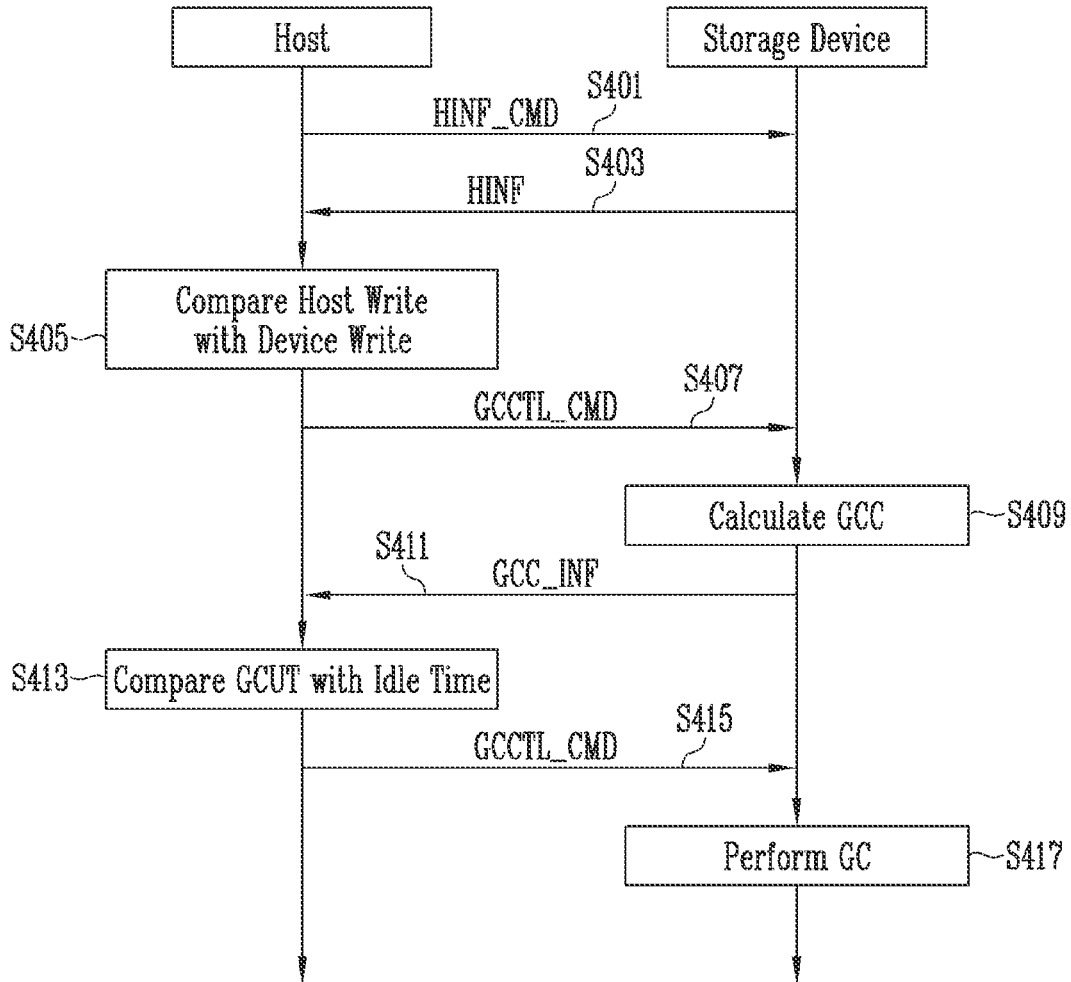 Host
Storage Device
S401
HINF_CMD
S403
HINF
Compare Host Write
with Device Write
S405
S407
GCCTL_CMD
Calculate GCC
S409
S411
GCC_INF
S413
Compare GCUT with Idle Time
S415
GCCTL_CMD
Perform GC
S417